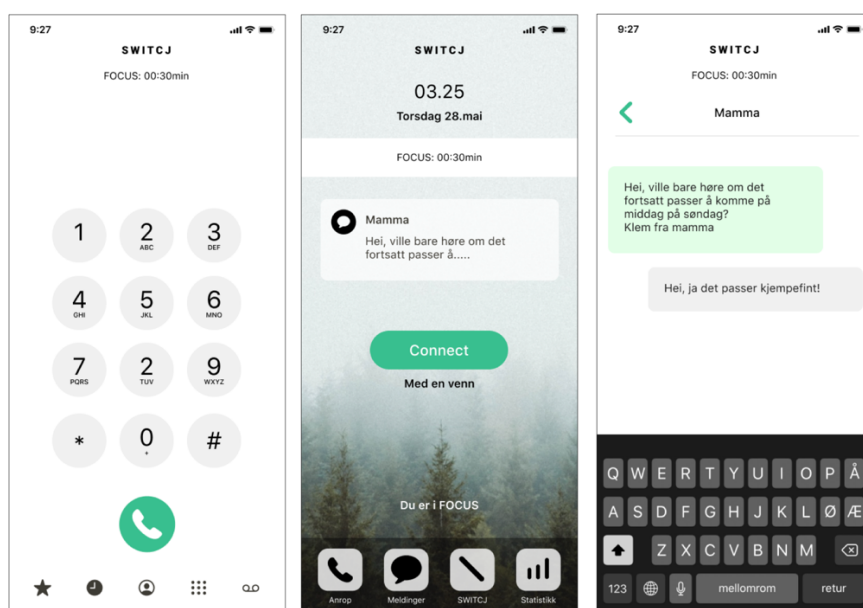 9:27
SWITCJ
FOCUS: 00:30min
1
2
ABC
3
DEF
4
GHI
5
JKL
6
MNO
7
PQRS
2
TUV
9
WXYZ
*
0
+
#
9:27
SWITCJ
03.25
Torsdag 28.mai
FOCUS: 00:30min
Mamma
Hei, ville bare høre om det
fortsatt passer å.....
Connect
Med en venn
Du er i FOCUS
Anrop
Meldinger
SWITCJ
Statistikk
9:27
SWITCJ
FOCUS: 00:30min
Mamma
Hei, ville bare høre om det
fortsatt passer å komme på
middag på søndag?
Klem fra mamma
Hei, ja det passer kjempefint!
Q W E R T Y U I O P Å
A S D F G H J K L Ø Æ
Z X C V B N M
123 mellomrom retur